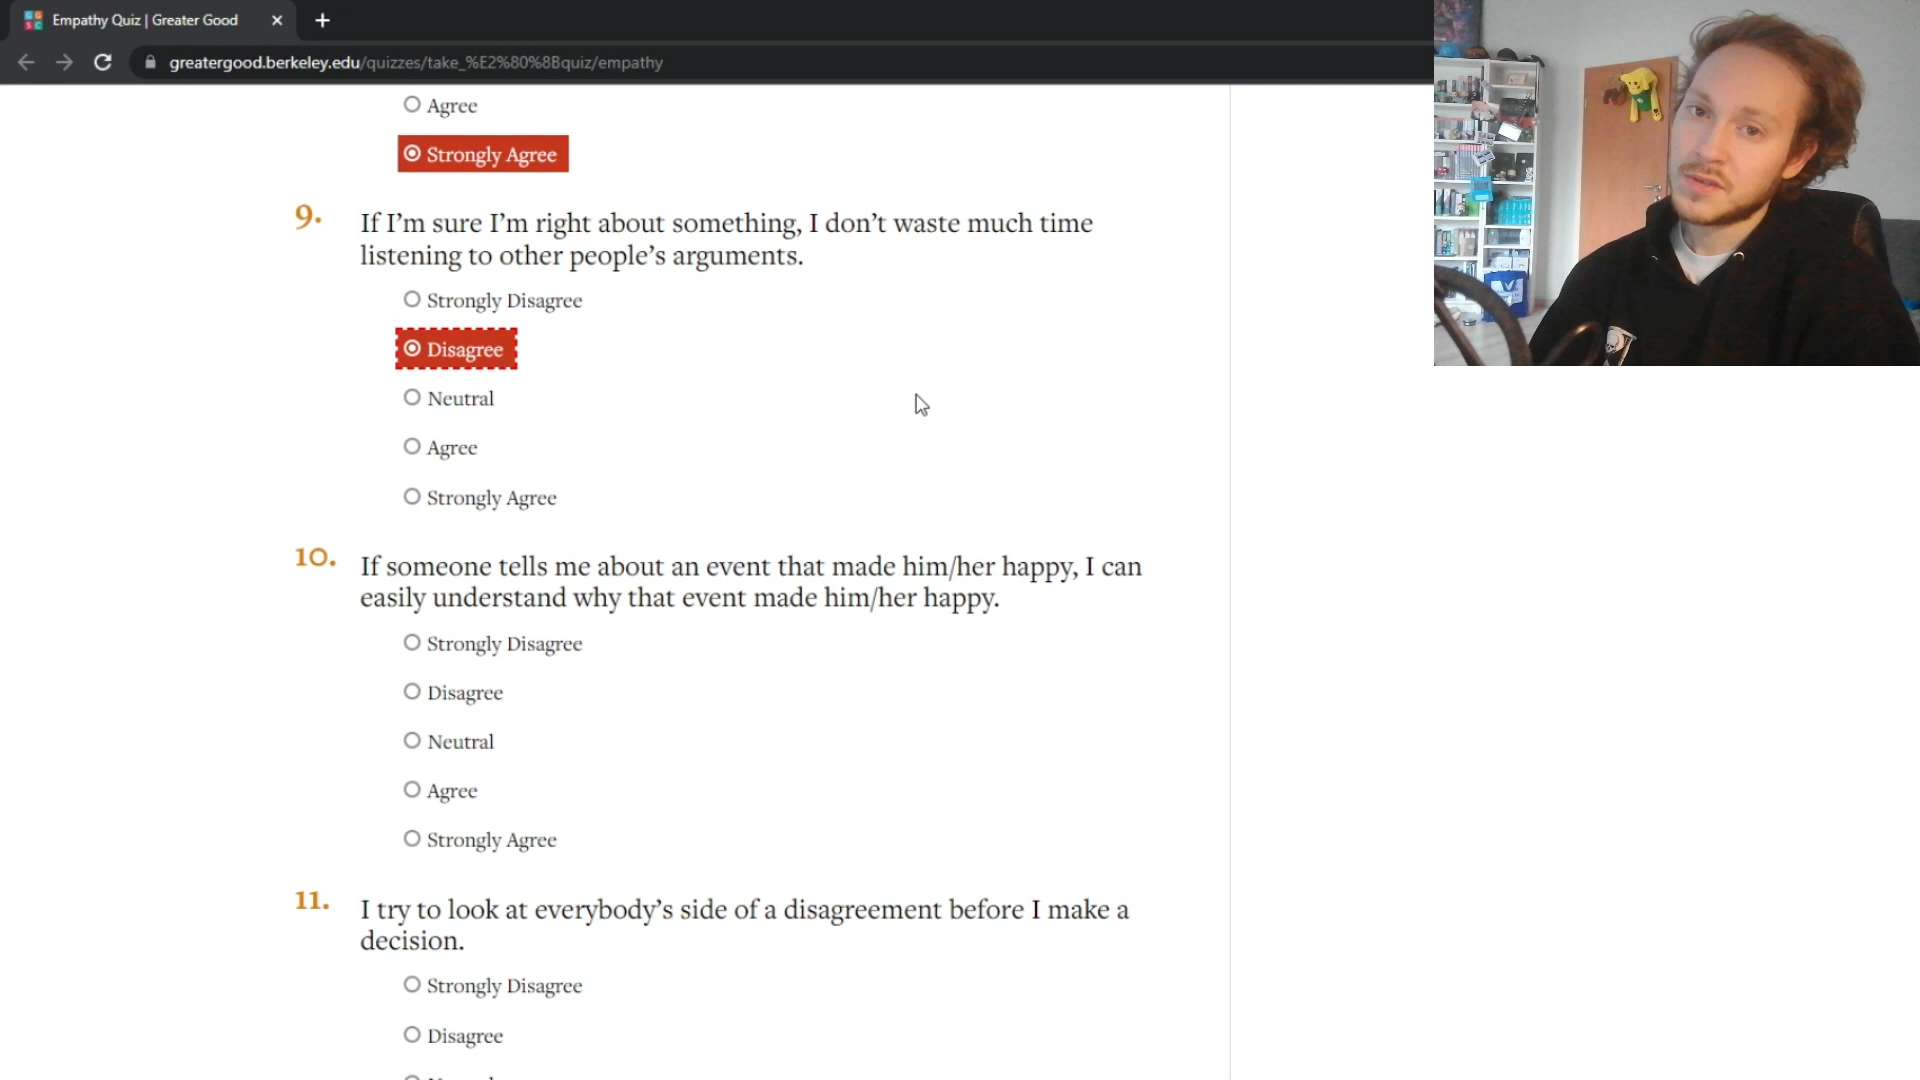 Empathy Quiz | Greater Good
greatergood.berkeley.edu/quizzes/take_%E2%80%8Bquiz/empathy
Agree
Strongly Agree
9. If I’m sure I’m right about something, I don’t waste much time
listening to other people’s arguments.
Strongly Disagree
Disagree
Neutral
Agree
Strongly Agree
10. If someone tells me about an event that made him/her happy, I can
easily understand why that event made him/her happy.
Strongly Disagree
Disagree
Neutral
Agree
Strongly Agree
11. I try to look at everybody’s side of a disagreement before I make a
decision.
Strongly Disagree
Disagree